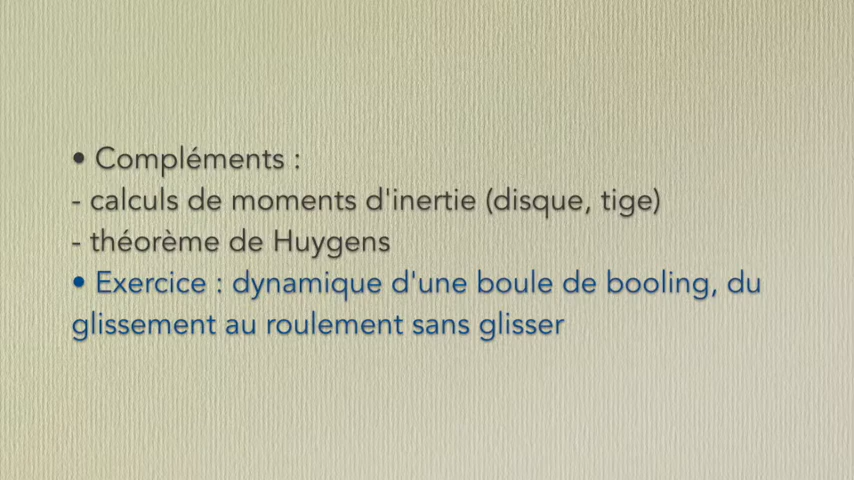 • Compléments :
- calculs de moments d'inertie (disque, tige)
- théorème de Huygens
• Exercice : dynamique d'une boule de booling, du
glissement au roulement sans glisser